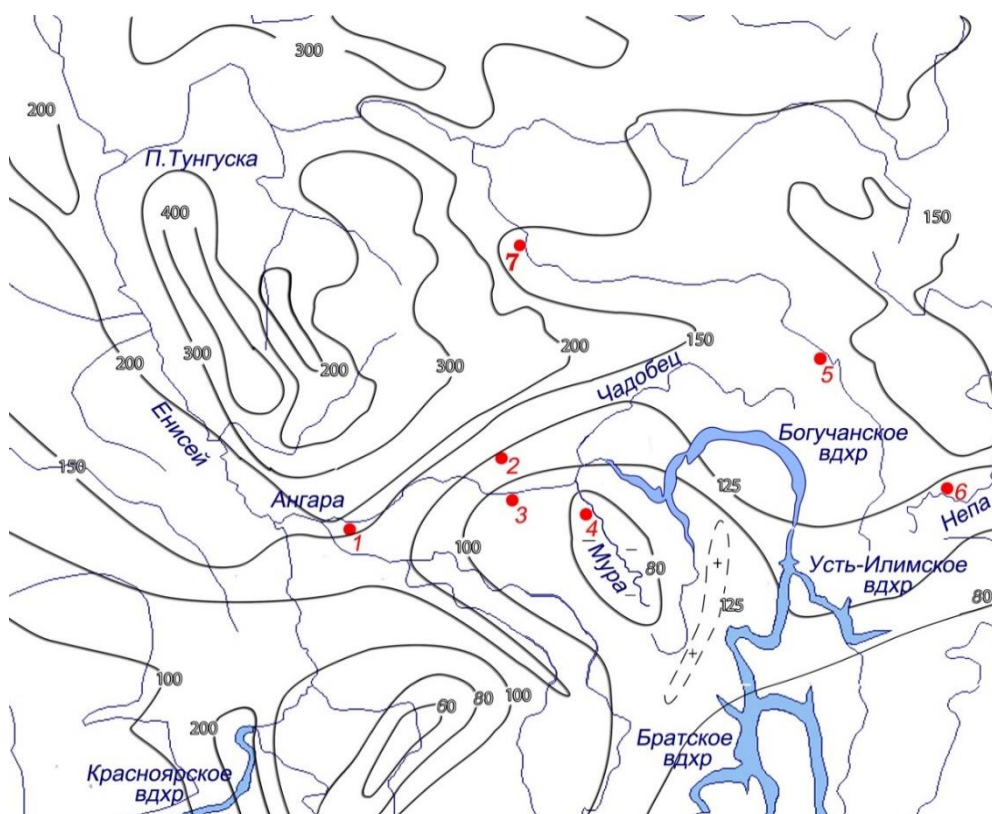 300
200
П.Тунгуска
400
150
7
300
200
200
300
200
150
Чадобец
5
Енисей
Богучанское
вдхр
150
2
125
6
Ангара
Непа
3
1
4
100
Мура
80
Усть-Илимское
вдхр
125
80
100
100
80
60
200
Братское
вдхр
Красноярское
вдхр